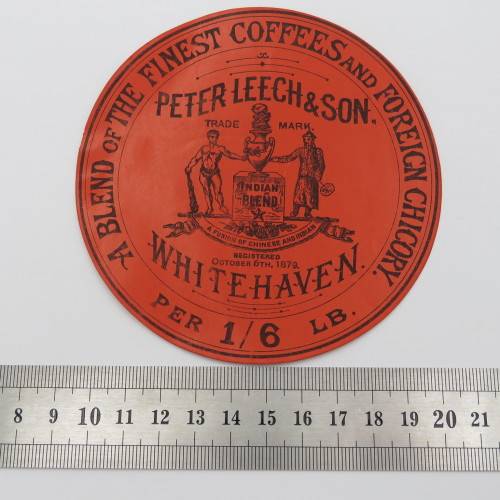 A BLEND OF THE FINEST COFFEES AND FOREIGN CHICORY.
PETER LEECH & SON.
TRADE MARK.
INDIAN
BLEND
A FUSION OF CHINESE AND INDIAN
REGISTERED
OCTOBER 6TH, 1879.
WHITEHAVEN.
PER 1/6 LB.
8 9 10 11 12 13 14 15 16 17 18 19 20 21